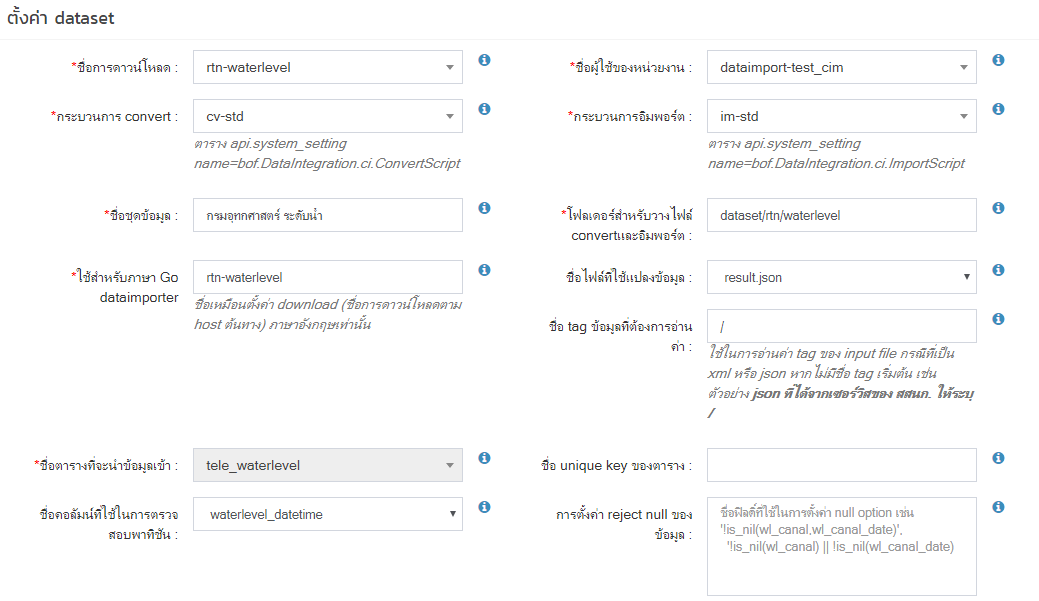 ตั้งค่า dataset
*ชื่อการดาวน์โหลด :
rtn-waterlevel
*ชื่อผู้ใช้ของหน่วยงาน :
dataimport-test_cim
*กระบวนการ convert :
cv-std
ตาราง api.system_setting
name=bof.DataIntegration.ci.ConvertScript
*กระบวนการอิมพอร์ต :
im-std
ตาราง api.system_setting
name=bof.DataIntegration.ci.ImportScript
*ชื่อชุดข้อมูล :
กรมอุทกศาสตร์ ระดับน้ำ
*โฟลเดอร์สำหรับวางไฟล์
convertและอิมพอร์ต :
dataset/rtn/waterlevel
*ใช้สำหรับภาษา Go
dataimporter
rtn-waterlevel
ชื่อเหมือนตั้งค่า download (ชื่อการดาวน์โหลดตาม
host ต้นทาง) ภาษาอังกฤษเท่านั้น
ชื่อไฟล์ที่ใช้แปลงข้อมูล :
result.json
ชื่อ tag ข้อมูลที่ต้องการอ่าน
ค่า :
/
ใช้ในการอ่านค่า tag ของ input file กรณีที่เป็น
xml หรือ json หากไม่มีชื่อ tag เริ่มต้น เช่น
ตัวอย่าง json ที่ได้จากเซอร์วิสของ สสนก. ให้ระบุ
/
*ชื่อตารางที่จะนำข้อมูลเข้า :
tele_waterlevel
ชื่อ unique key ของตาราง :
ชื่อคอลัมน์ที่ใช้ในการตรวจ
สอบพาทิชัน :
waterlevel_datetime
การตั้งค่า reject null ของ
ข้อมูล :
ชื่อฟิลด์ที่ใช้ในการตั้งค่า null option เช่น
'!is_nil(wl_canal,wl_canal_date)',
'!is_nil(wl_canal) || !is_nil(wl_canal_date)